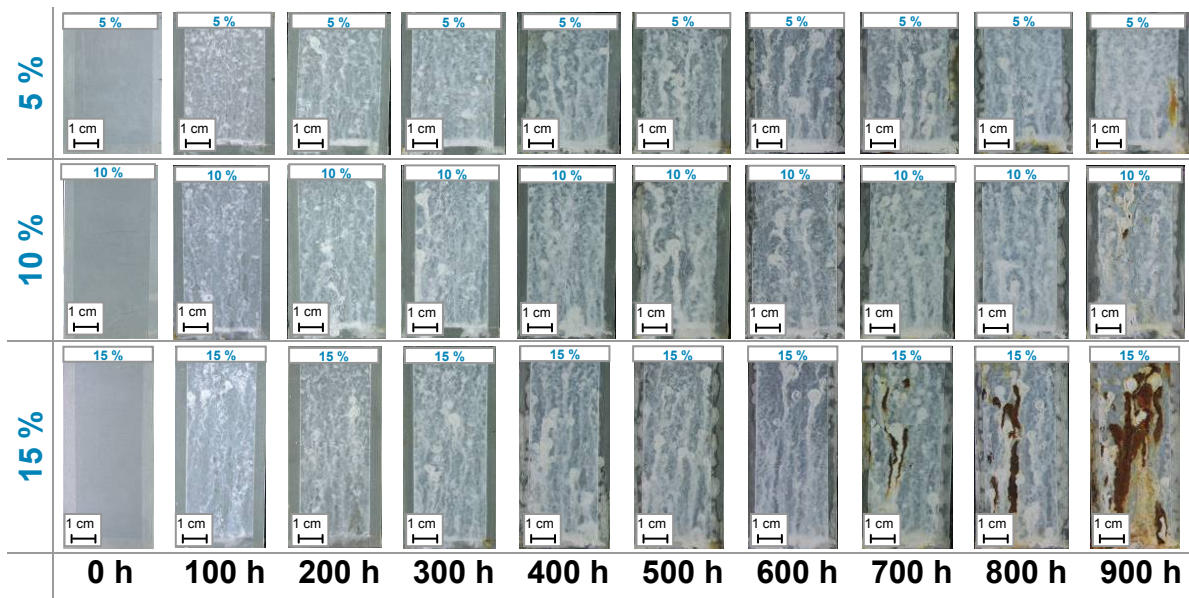 5 %
5 % 5 % 5 % 5 % 5 % 5 % 5 % 5 % 5 % 5 %
1 cm 1 cm 1 cm 1 cm 1 cm 1 cm 1 cm 1 cm 1 cm 1 cm
10 %
10 % 10 % 10 % 10 % 10 % 10 % 10 % 10 % 10 % 10 %
1 cm 1 cm 1 cm 1 cm 1 cm 1 cm 1 cm 1 cm 1 cm 1 cm
15 %
15 % 15 % 15 % 15 % 15 % 15 % 15 % 15 % 15 % 15 %
1 cm 1 cm 1 cm 1 cm 1 cm 1 cm 1 cm 1 cm 1 cm 1 cm
0 h 100 h 200 h 300 h 400 h 500 h 600 h 700 h 800 h 900 h